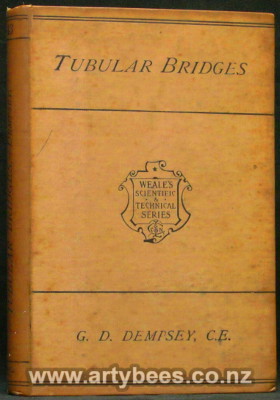 TUBULAR BRIDGES
WEALE'S
SCIENTIFIC
&
TECHNICAL
SERIES
G. D. DEMPSEY, C.E.
www.artybees.co.nz